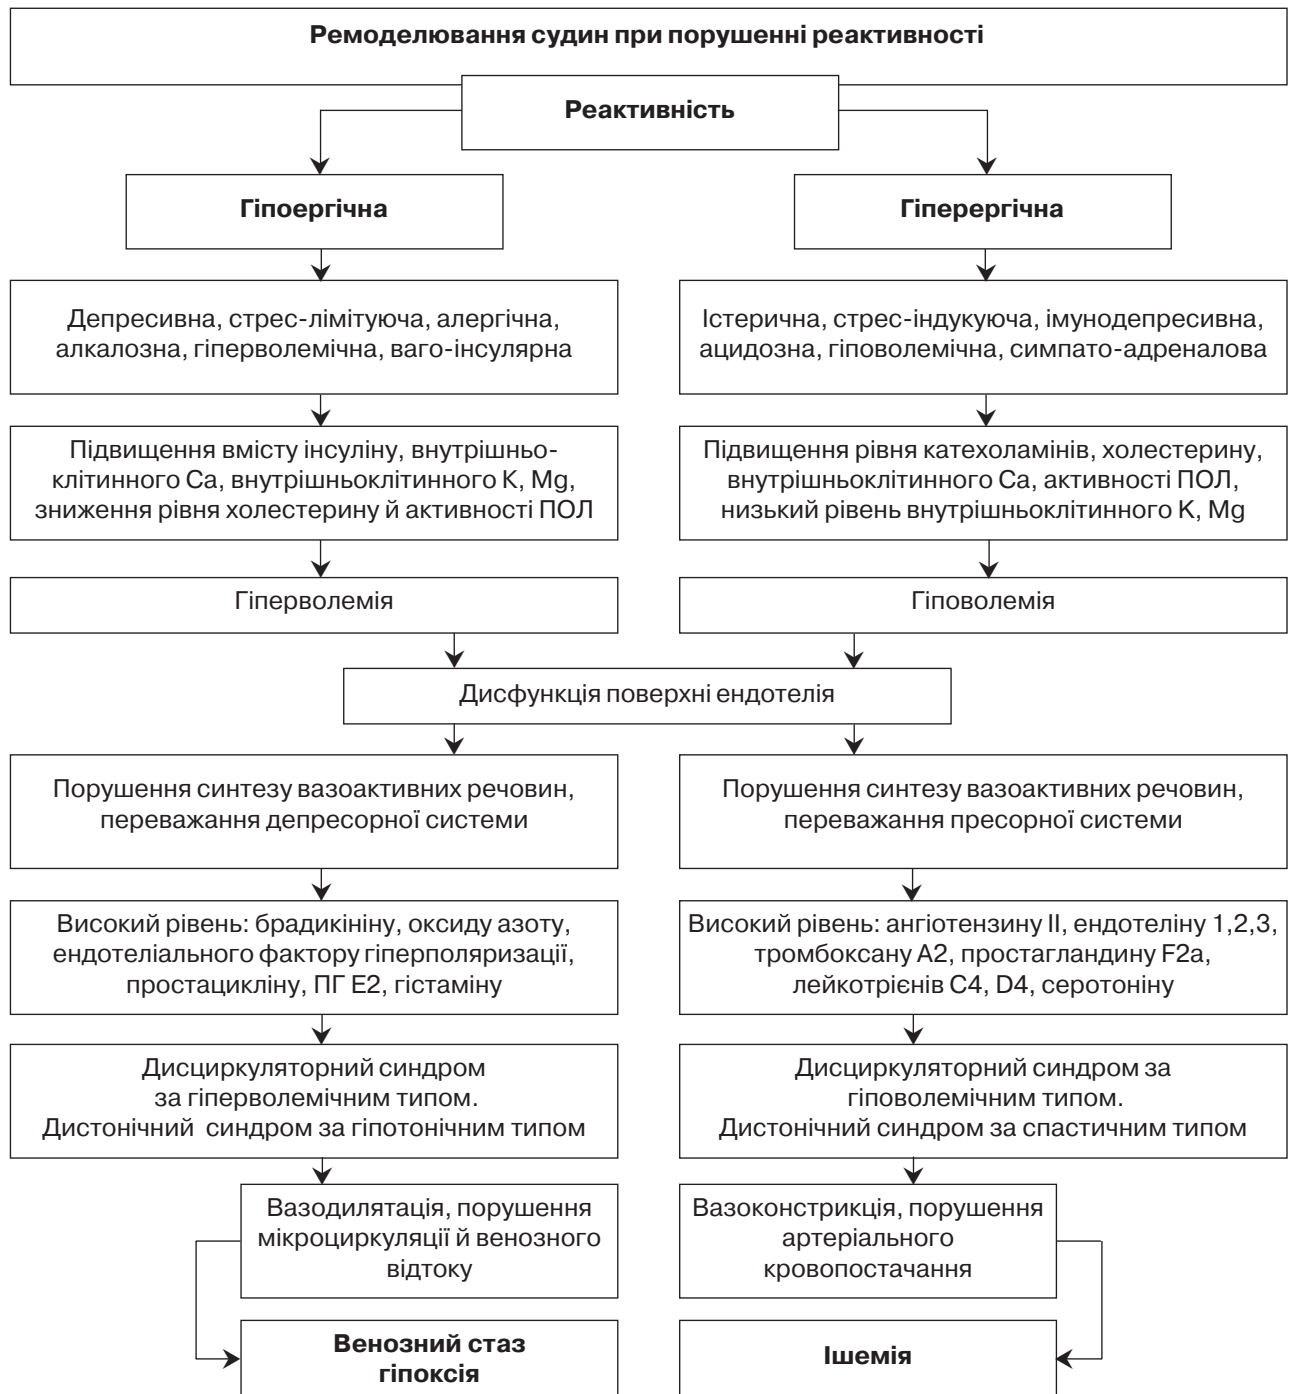 Ремоделювання судин при порушенні реактивності
Реактивність
Гіпоергічна
Гіперергічна
Депресивна, стрес-лімітуюча, алергічна,
алкалозна, гіперволемічна, ваго-інсулярна
Істерична, стрес-індукуюча, імунодепресивна,
ацидозна, гіповолемічна, симпато-адреналова
Підвищення вмісту інсуліну, внутрішньо-
клітинного Ca, внутрішньоклітинного К, Mg,
зниження рівня холестерину й активності ПОЛ
Підвищення рівня катехоламінів, холестерину,
внутрішньоклітинного Ca, активності ПОЛ,
низький рівень внутрішньоклітинного К, Mg
Гіперволемія
Гіповолемія
Дисфункція поверхні ендотелія
Порушення синтезу вазоактивних речовин,
переважання депресорної системи
Порушення синтезу вазоактивних речовин,
переважання пресорної системи
Високий рівень: брадикініну, оксиду азоту,
ендотеліального фактору гіперполяризації,
простацикліну, ПГ Е2, гістаміну
Високий рівень: ангіотензину II, ендотеліну 1,2,3,
тромбоксану А2, простагландину F2a,
лейкотрієнів С4, D4, серотоніну
Дисциркуляторний синдром
за гіперволемічним типом.
Дистонічний синдром за гіпотонічним типом
Дисциркуляторний синдром за
гіповолемічним типом.
Дистонічний синдром за спастичним типом
Вазодилятація, порушення
мікроциркуляції й венозного
відтоку
Вазоконстрикція, порушення
артеріального
кровопостачання
Венозний стаз
гіпоксія
Ішемія